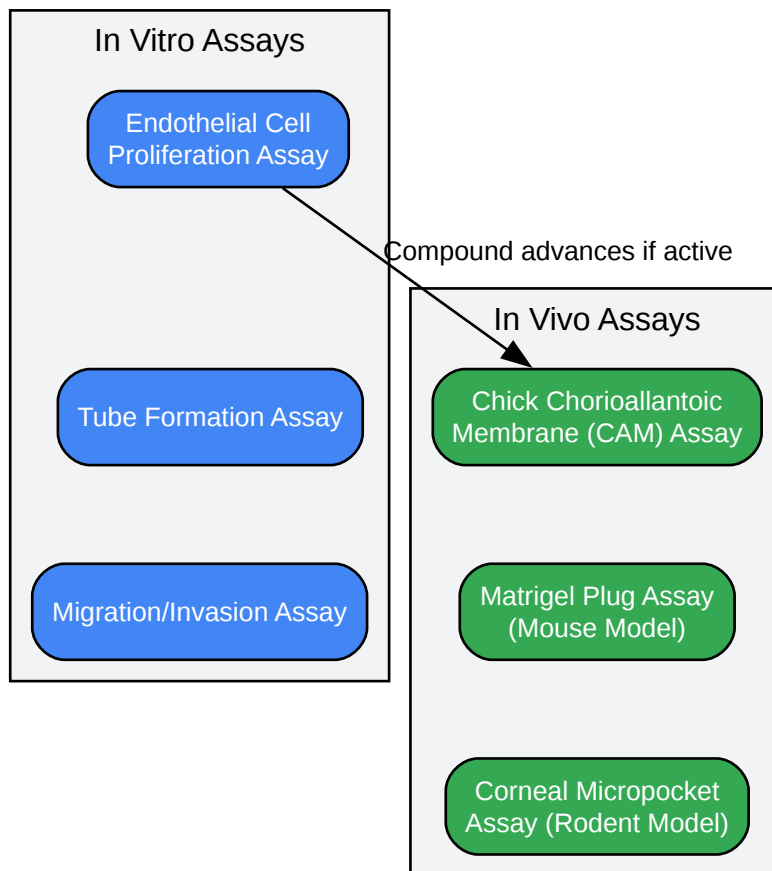 In Vitro Assays
Endothelial Cell
Proliferation Assay
Compound advances if active
In Vivo Assays
Tube Formation Assay
Chick Chorioallantoic
Membrane (CAM) Assay
Migration/Invasion Assay
Matrigel Plug Assay
(Mouse Model)
Corneal Micropocket
Assay (Rodent Model)